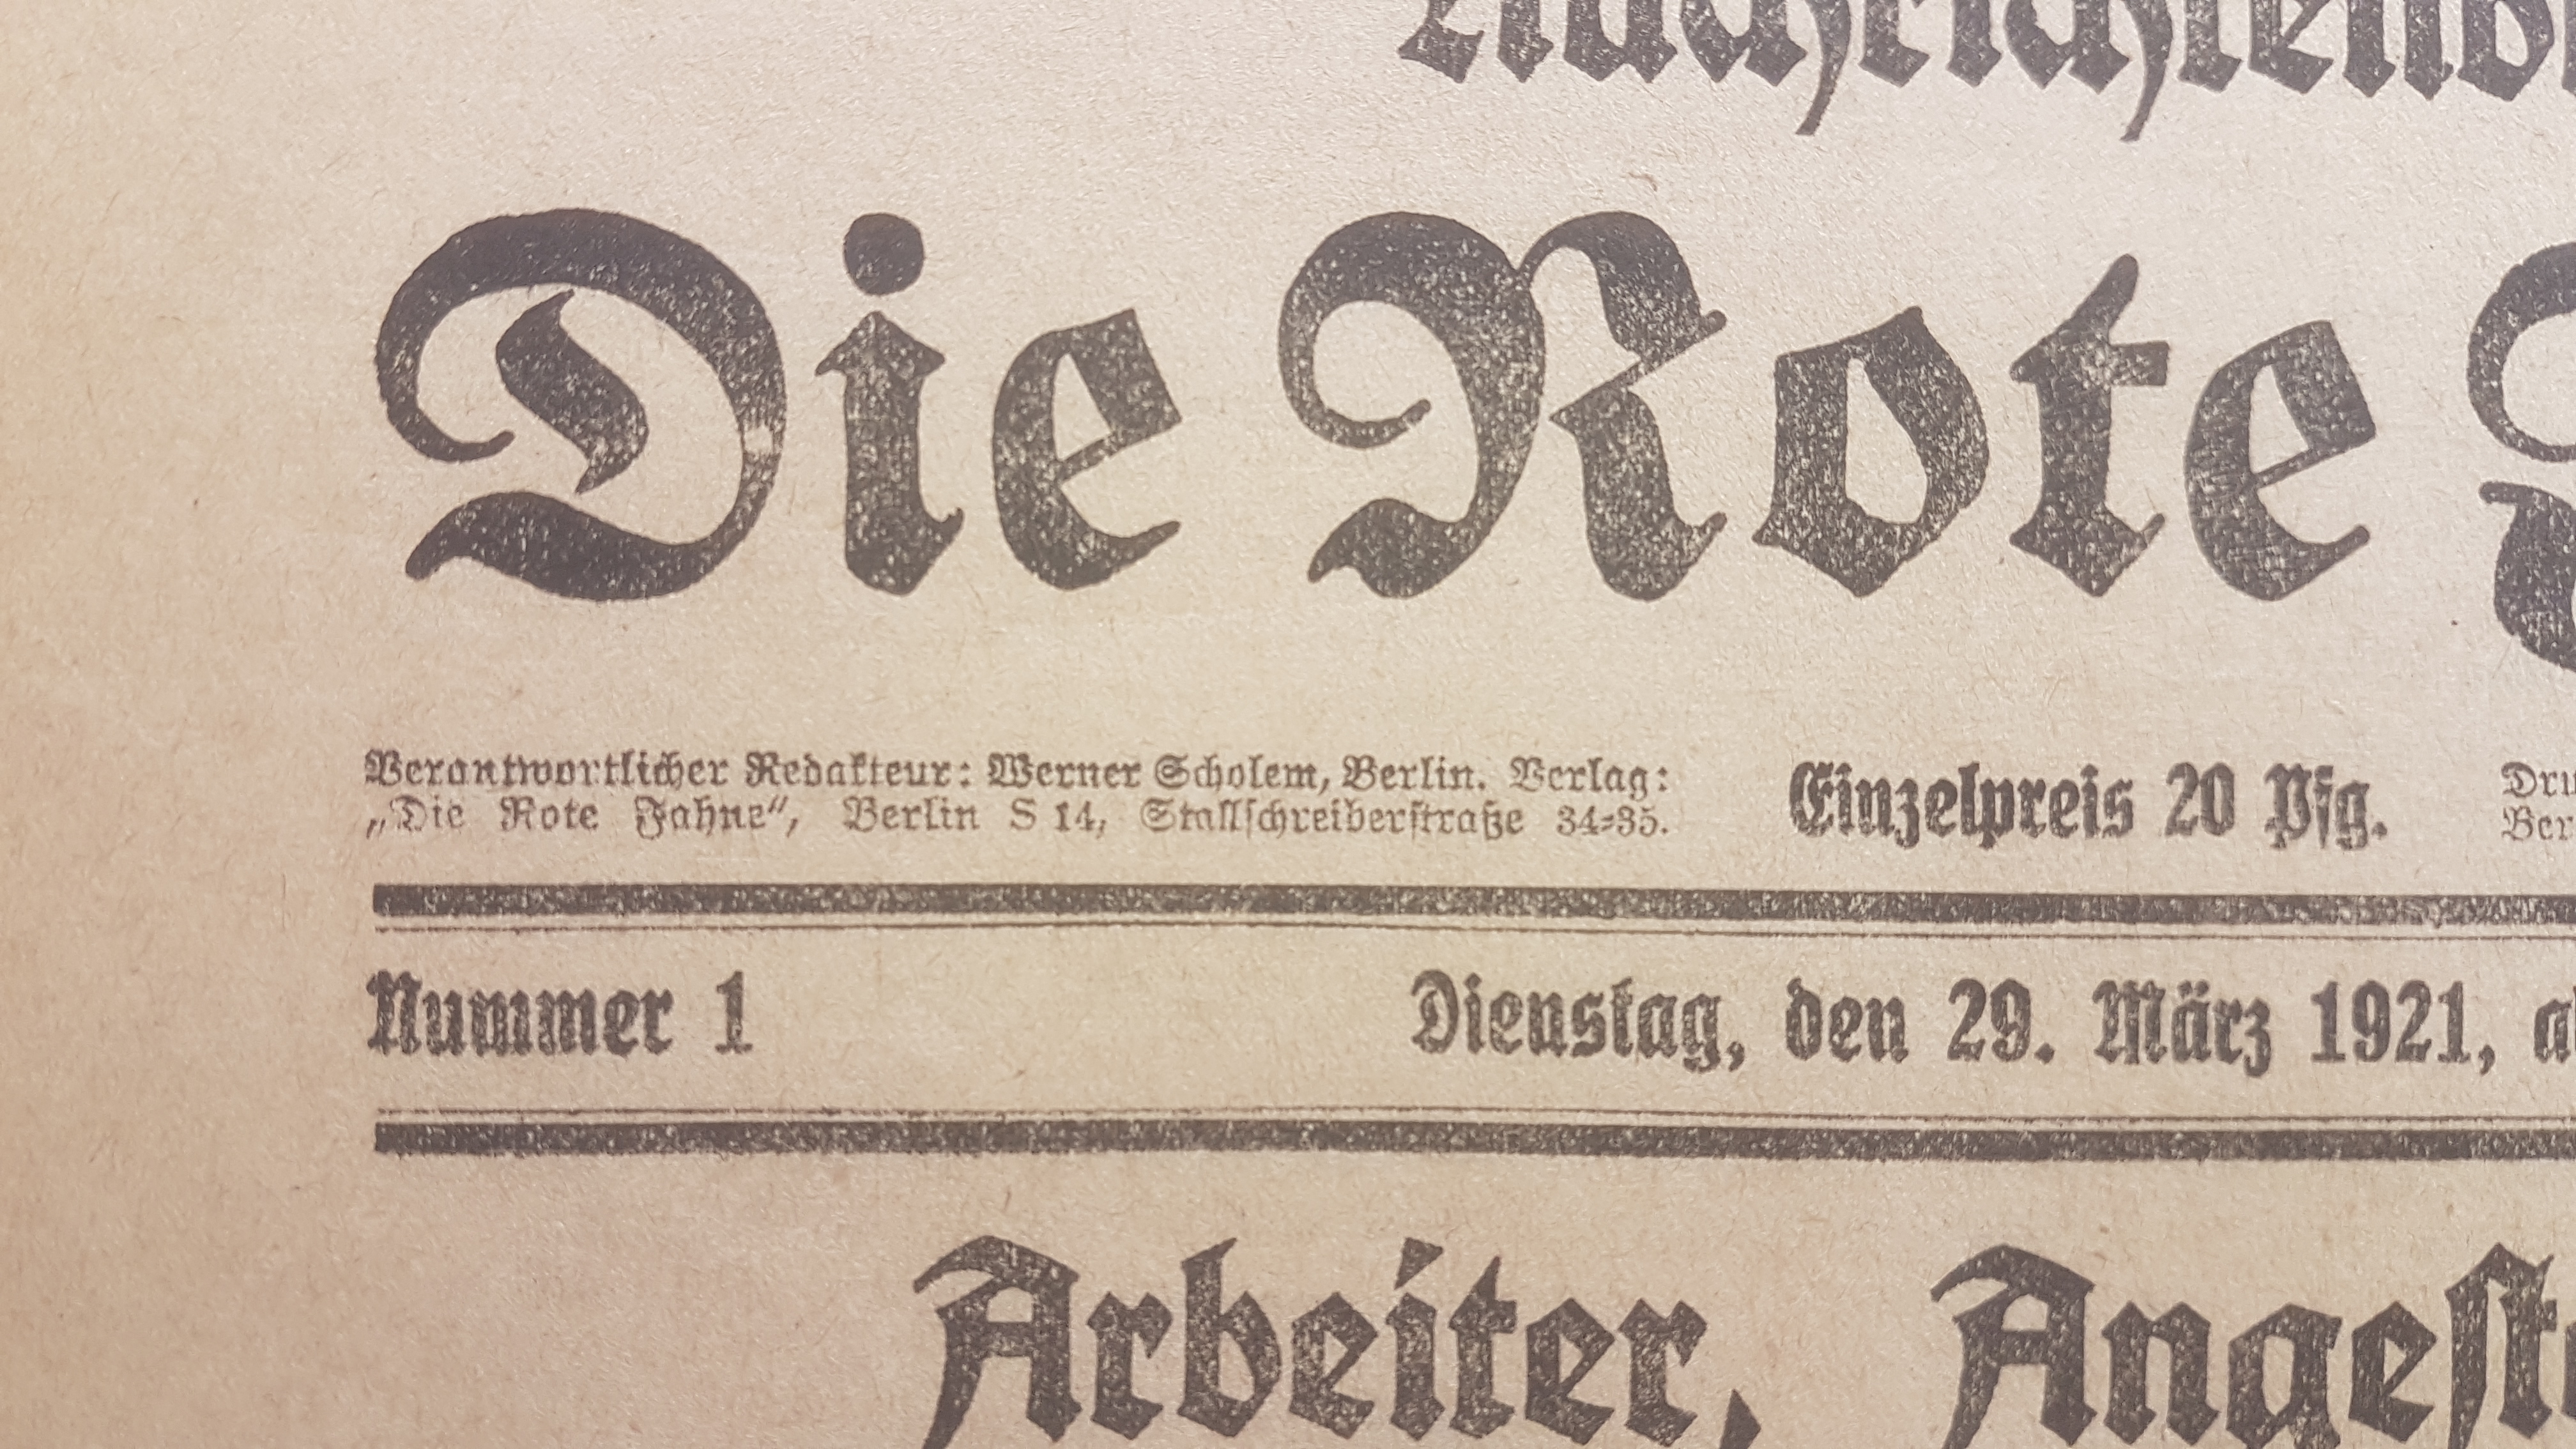 Die Rote
Verantwortlicher Redakteur: Werner Scholem, Berlin. Verlag:
„Die Rote Fahne“, Berlin S 14, Stallschreiberstraße 34=35.
Einzelpreis 20 Pfg.
Dru
Ber
Nummer 1 Dienstag, den 29. März 1921, a
Arbeiter, Angest